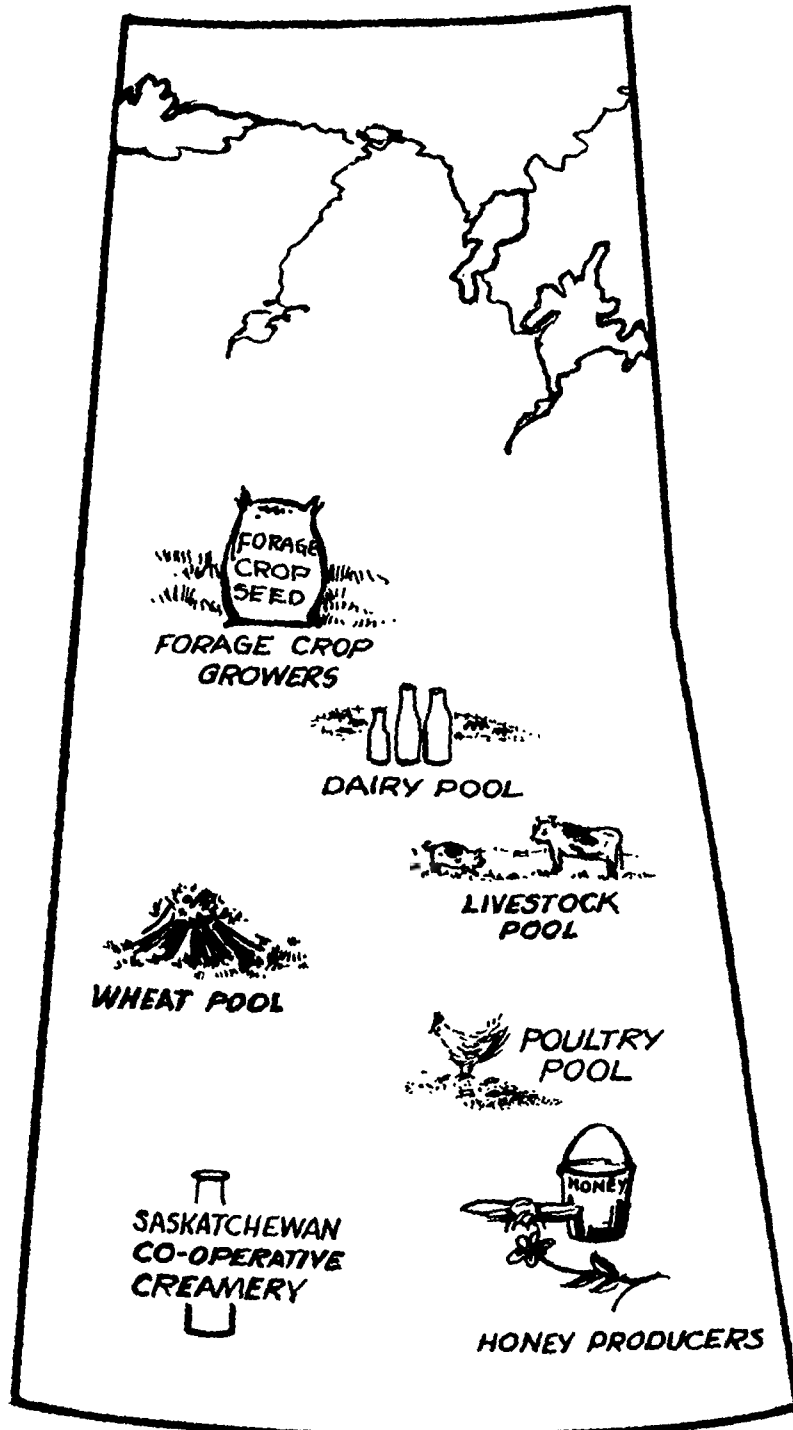 FORAGE
CROP
SEED
FORAGE CROP
GROWERS
DAIRY POOL
LIVESTOCK
POOL
WHEAT POOL
POULTRY
POOL
HONEY
SASKATCHEWAN
CO-OPERATIVE
CREAMERY
HONEY PRODUCERS